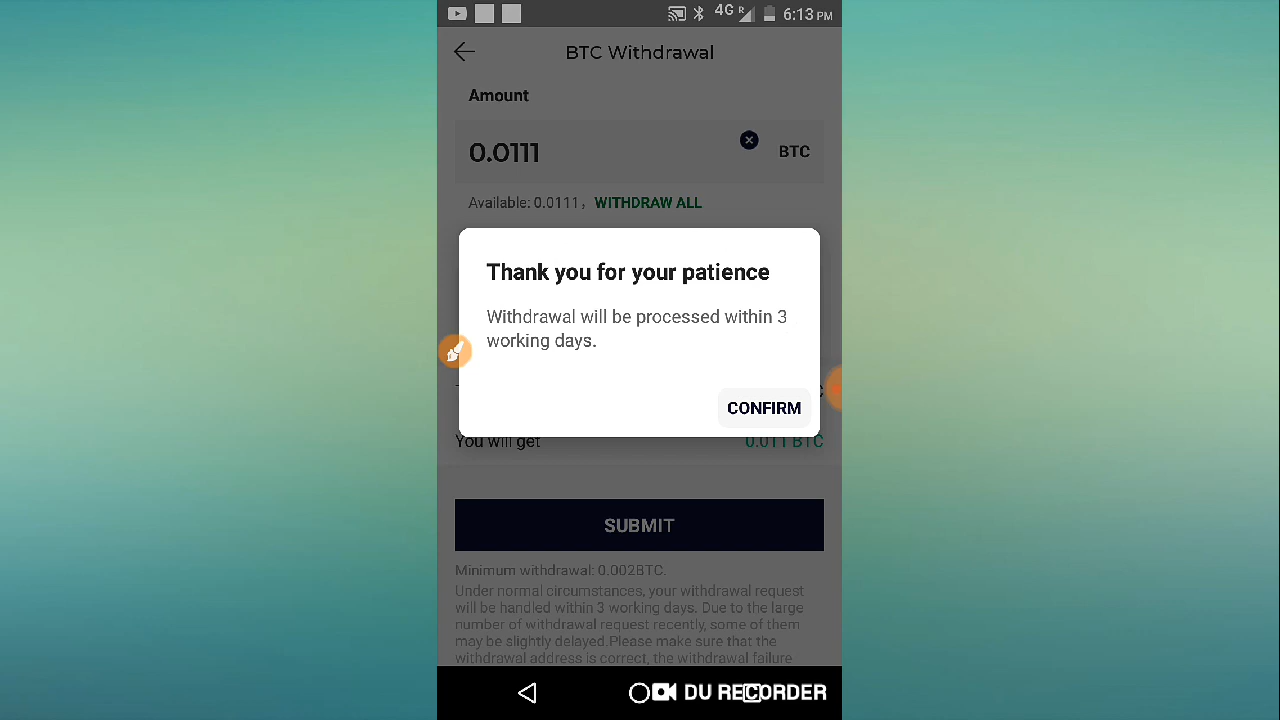 4G R 6:13 PM
BTC Withdrawal
Amount
0.0111 BTC
Available: 0.0111, WITHDRAW ALL
Thank you for your patience
Withdrawal will be processed within 3
working days.
CONFIRM
You will get 0.011 BTC
SUBMIT
Minimum withdrawal: 0.002BTC.
Under normal circumstances, your withdrawal request
will be handled within 3 working days. Due to the large
number of withdrawal request recently, some of them
may be slightly delayed.Please make sure that the
withdrawal address is correct, the withdrawal failure
DU RECORDER